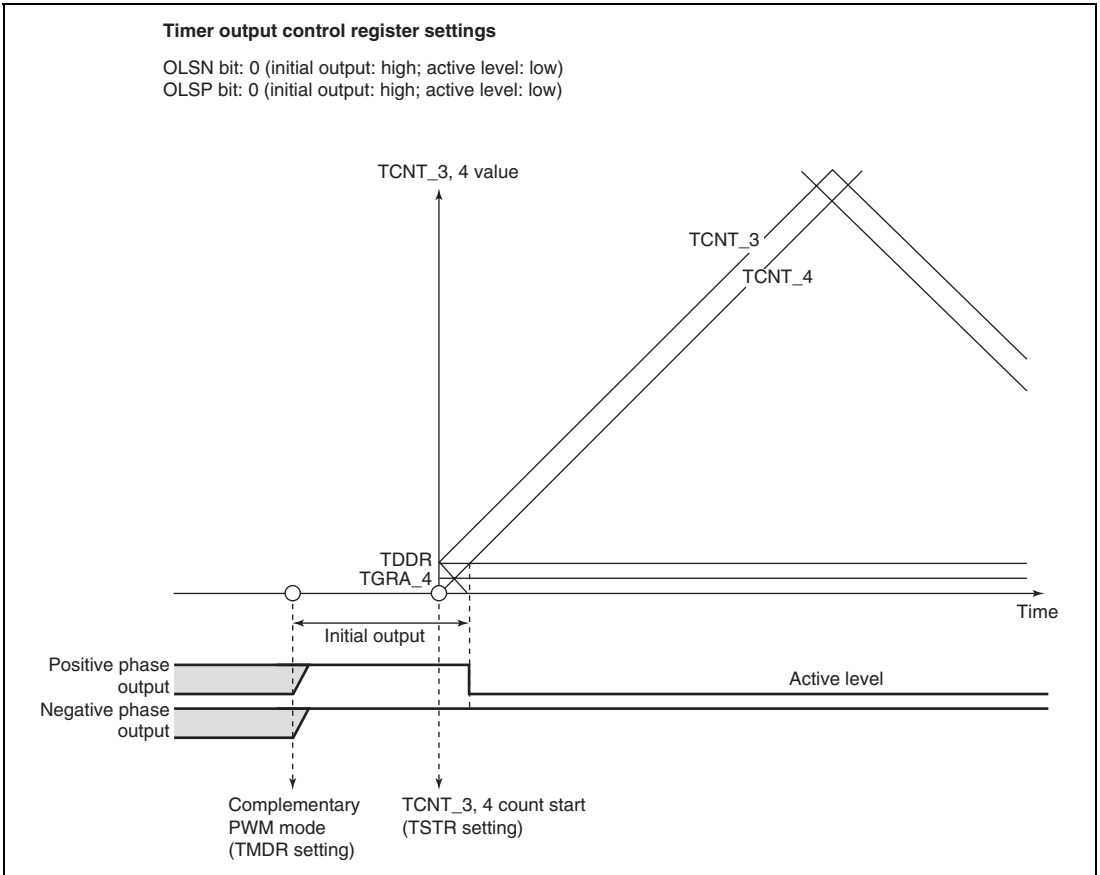 Timer output control register settings
OLSN bit: 0 (initial output: high; active level: low)
OLSP bit: 0 (initial output: high; active level: low)
TCNT_3, 4 value
TCNT_3
TCNT_4
TDDR
TGRA_4
Time
Initial output
Positive phase
output
Active level
Negative phase
output
Complementary
PWM mode
(TMDR setting)
TCNT_3, 4 count start
(TSTR setting)